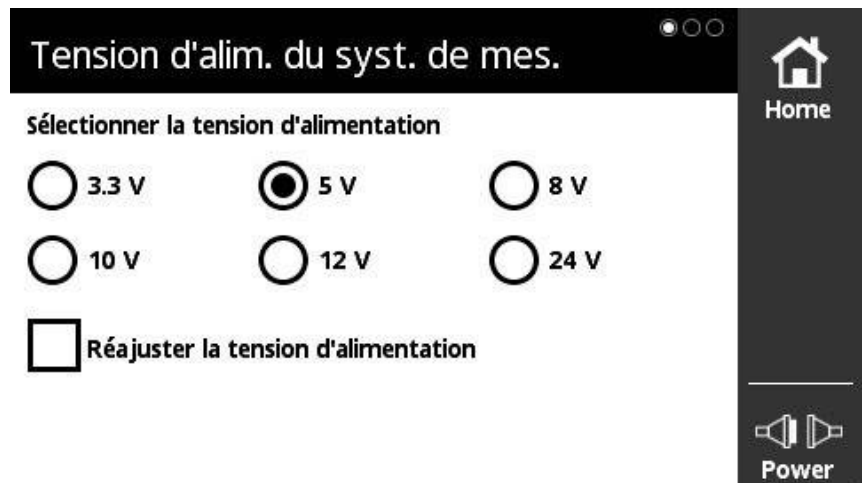 Tension d'alim. du syst. de mes.
Home
Sélectionner la tension d'alimentation
3.3 V 5 V 8 V
10 V 12 V 24 V
Réajuster la tension d'alimentation
Power